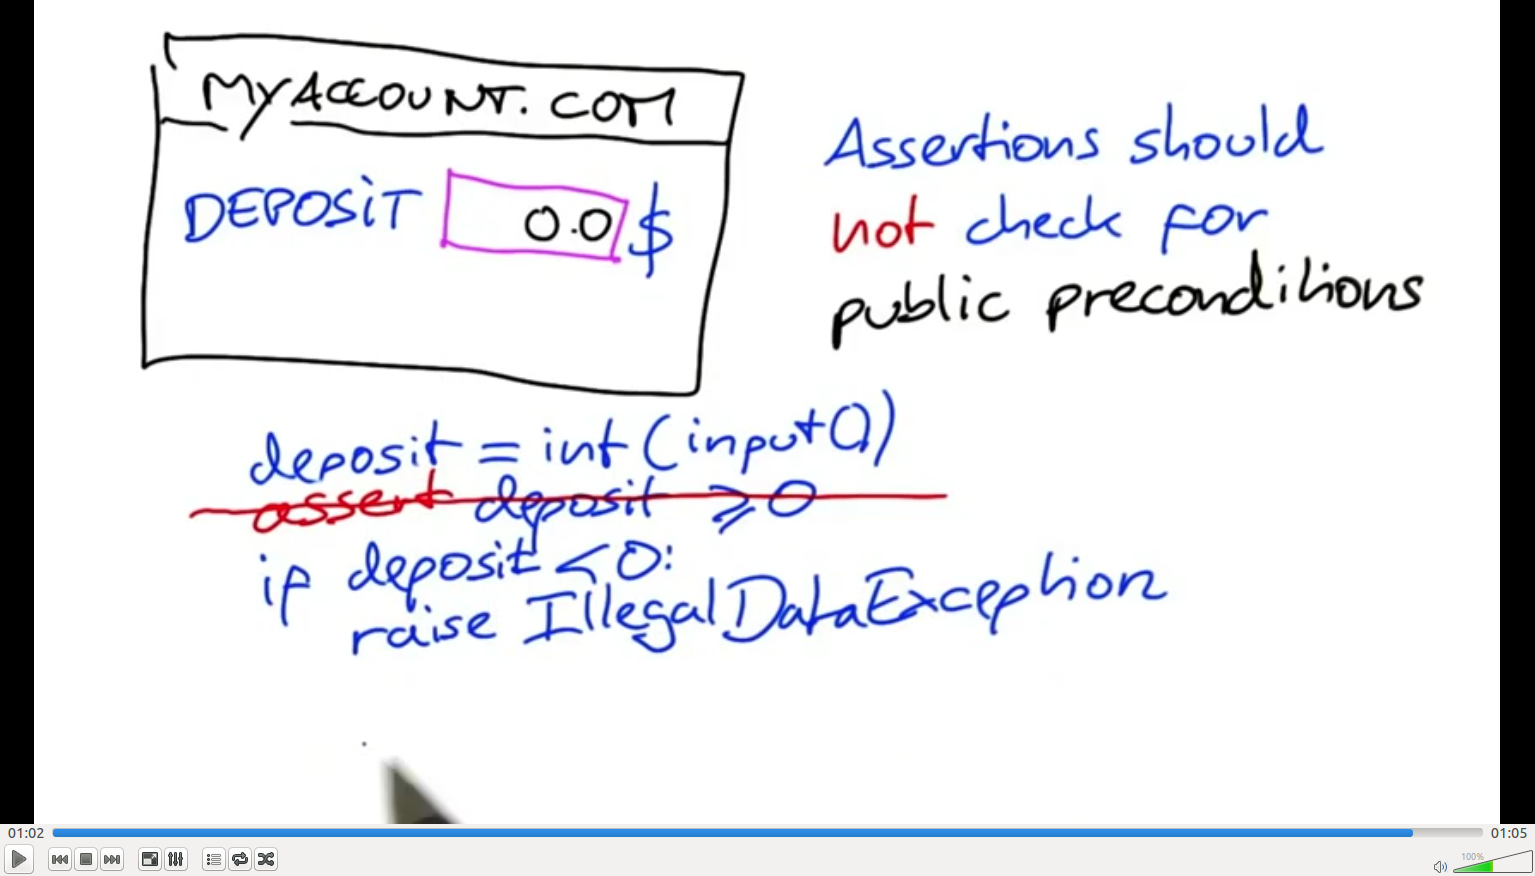 MYACCOUNT.COM
DEPOSIT 0.0 $
Assertions should
not check for
public preconditions
deposit = int(input())
assert deposit ≥ 0
if deposit < 0:
raise IllegalDataException
01:02
01:05
100%